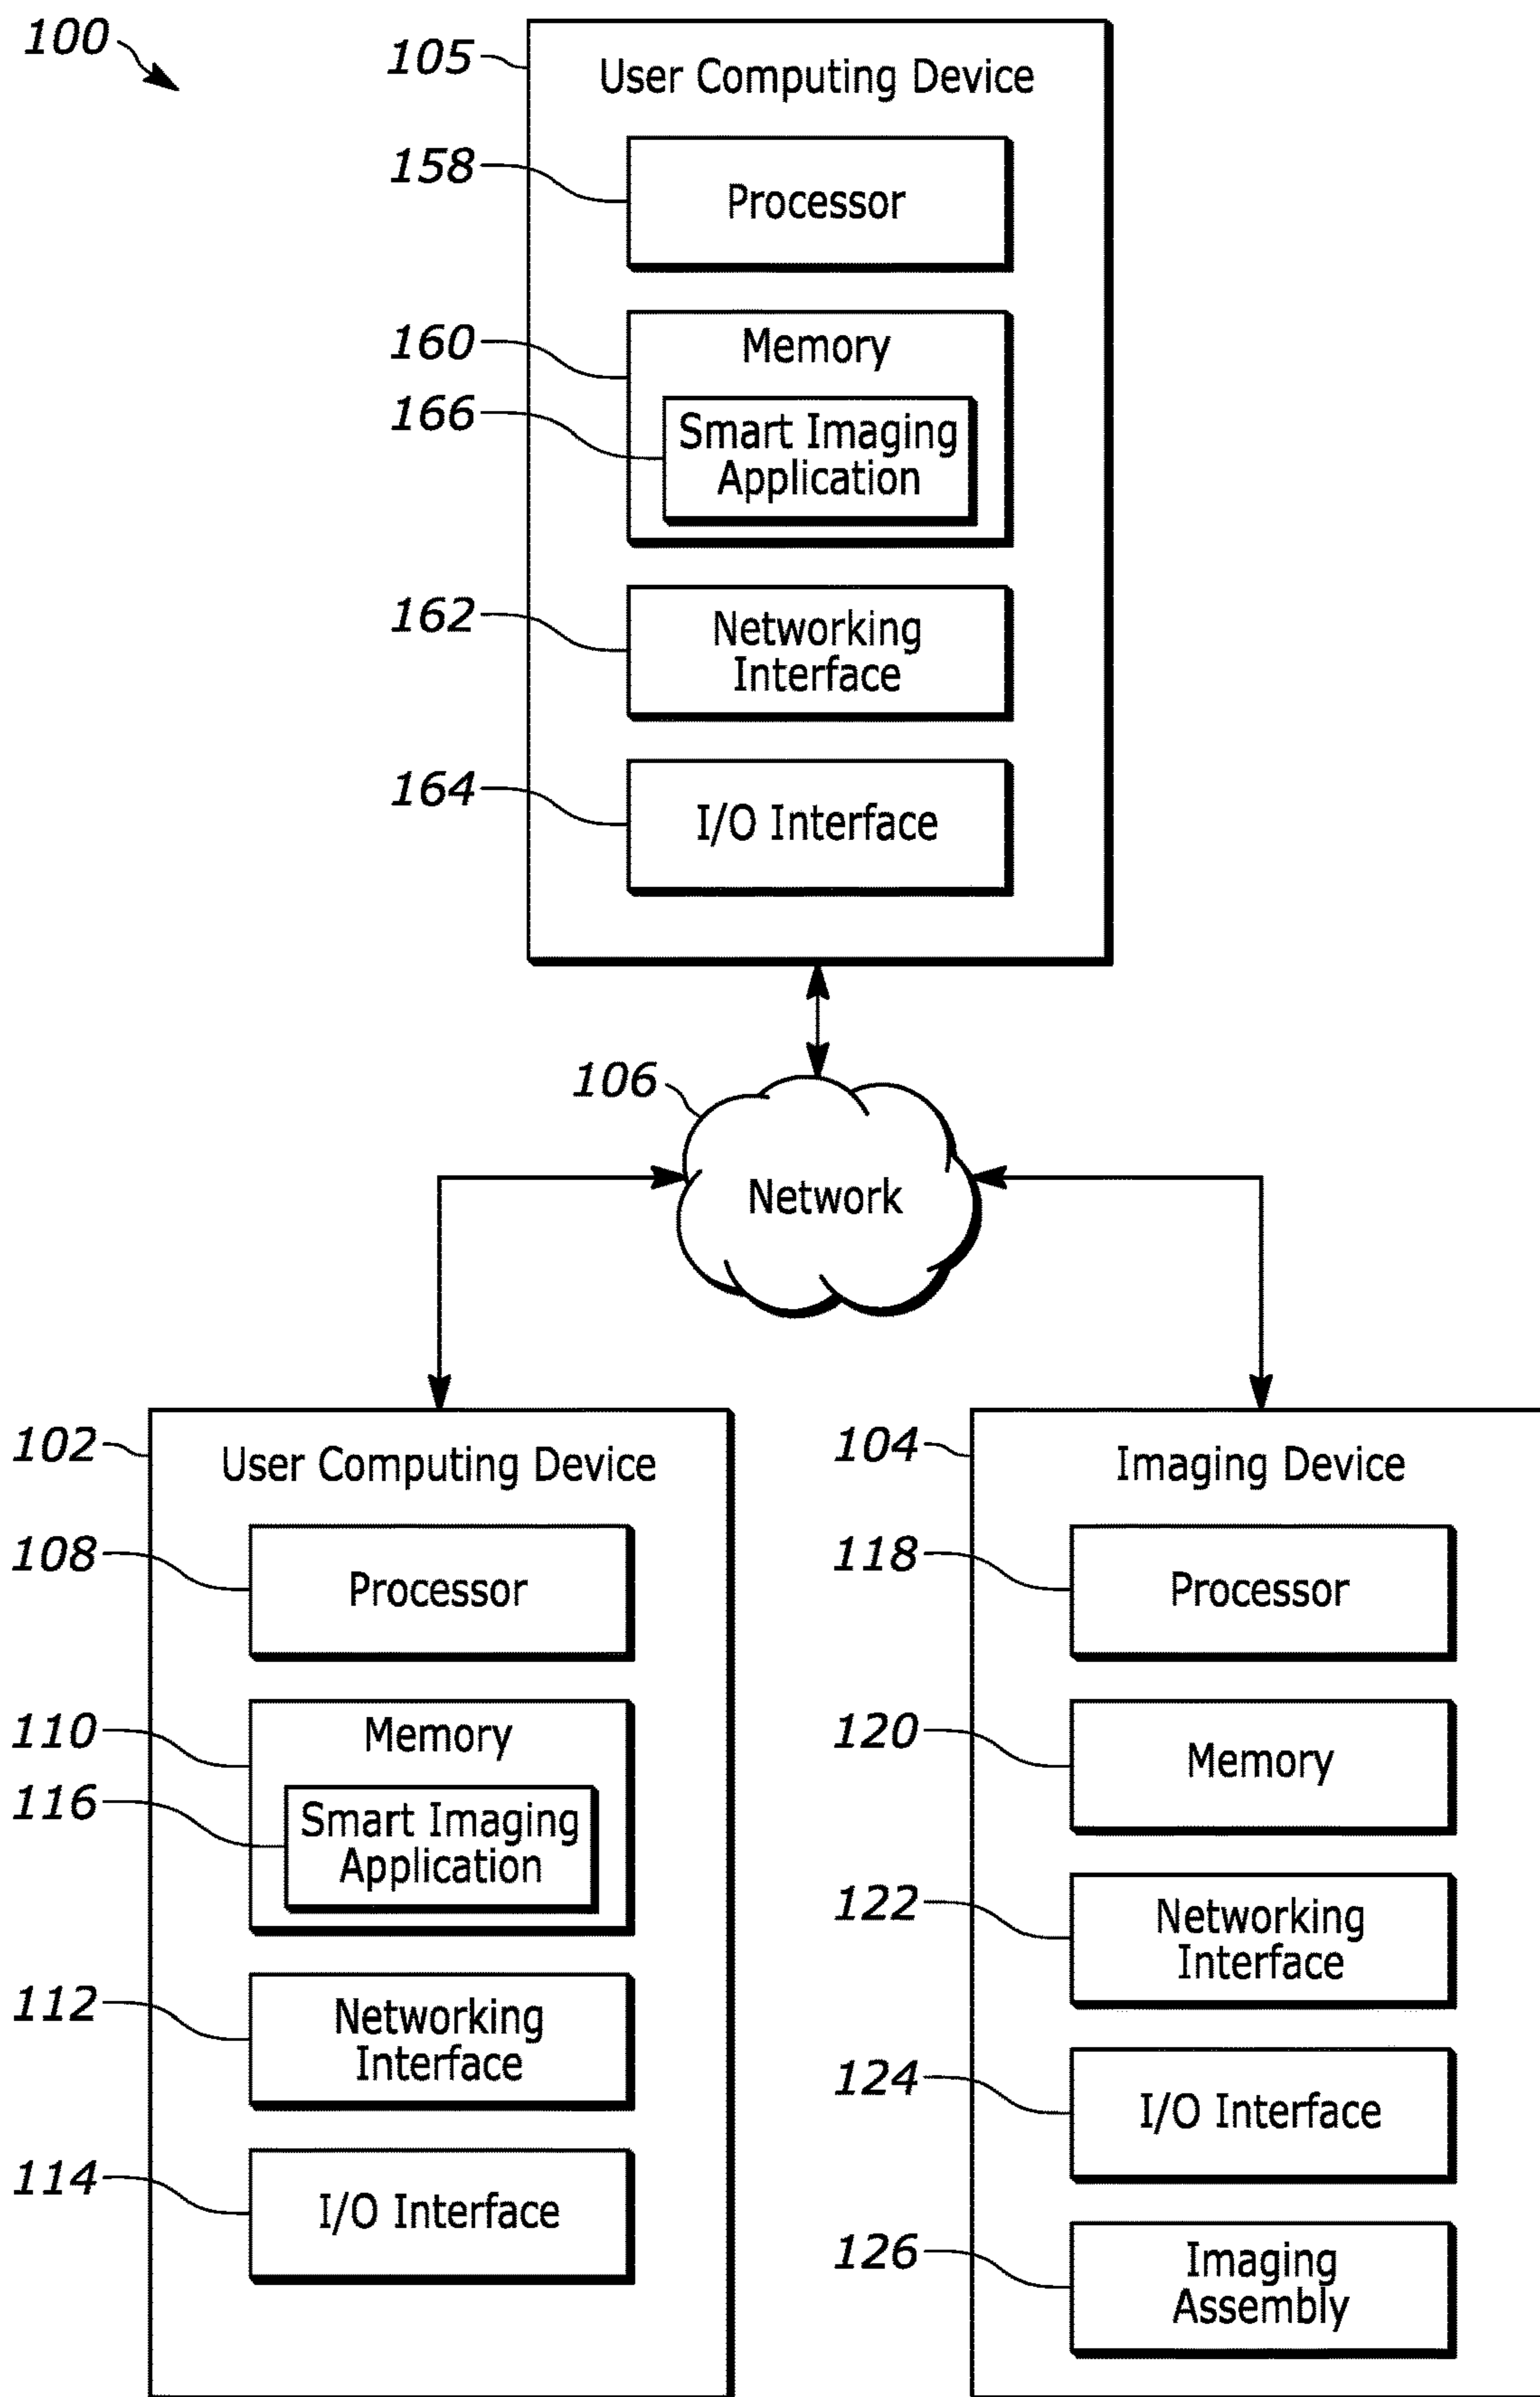 100
105
User Computing Device
158
Processor
160
Memory
166
Smart Imaging
Application
162
Networking
Interface
164
I/O Interface
106
Network
102
User Computing Device
108
Processor
110
Memory
116
Smart Imaging
Application
112
Networking
Interface
114
I/O Interface
104
Imaging Device
118
Processor
120
Memory
122
Networking
Interface
124
I/O Interface
126
Imaging
Assembly